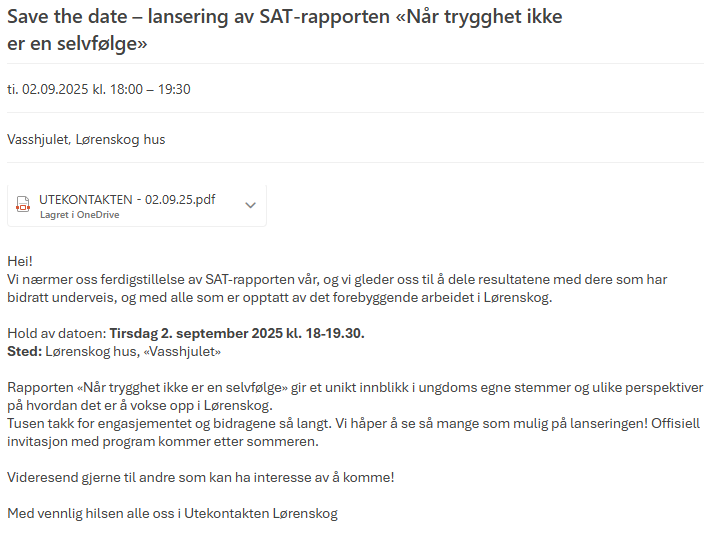 Save the date – lansering av SAT-rapporten «Når trygghet ikke
er en selvfølge»
ti. 02.09.2025 kl. 18:00 – 19:30
Vasshjulet, Lørenskog hus
UTEKONTAKTEN - 02.09.25.pdf
Lagret i OneDrive
Hei!
Vi nærmer oss ferdigstillelse av SAT-rapporten vår, og vi gleder oss til å dele resultatene med dere som har
bidratt underveis, og med alle som er opptatt av det forebyggende arbeidet i Lørenskog.
Hold av datoen: Tirsdag 2. september 2025 kl. 18-19.30.
Sted: Lørenskog hus, «Vasshjulet»
Rapporten «Når trygghet ikke er en selvfølge» gir et unikt innblikk i ungdoms egne stemmer og ulike perspektiver
på hvordan det er å vokse opp i Lørenskog.
Tusen takk for engasjementet og bidragene så langt. Vi håper å se så mange som mulig på lanseringen! Offisiell
invitasjon med program kommer etter sommeren.
Videresend gjerne til andre som kan ha interesse av å komme!
Med vennlig hilsen alle oss i Utekontakten Lørenskog